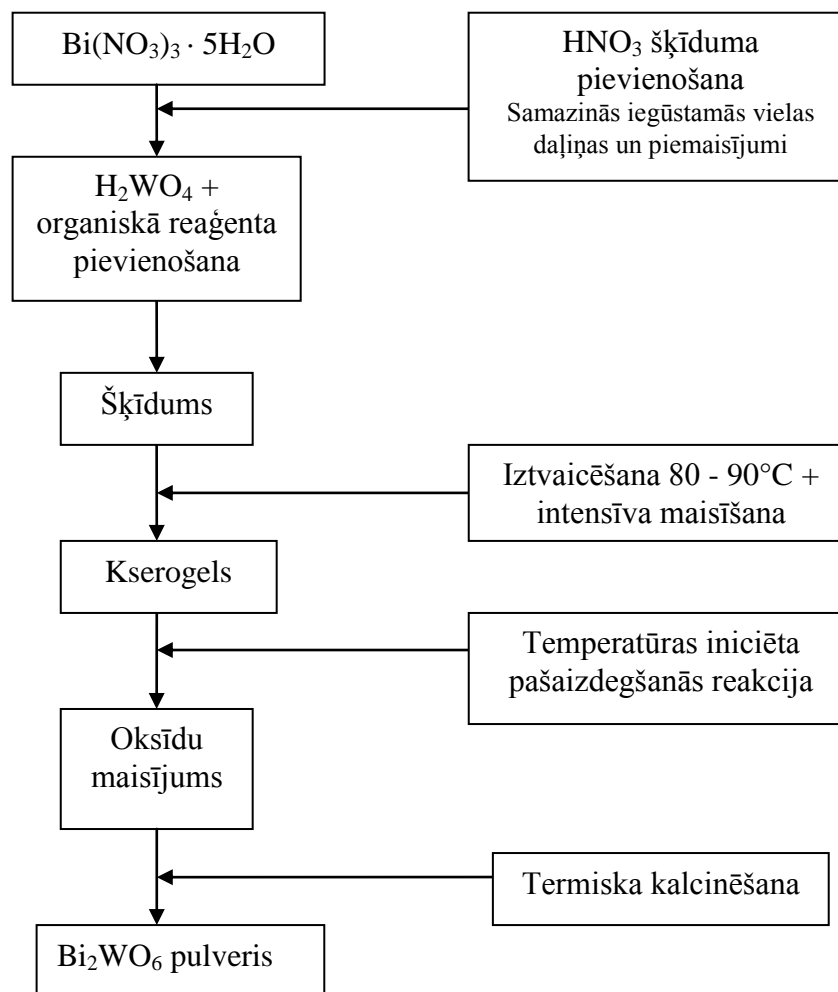 Bi(NO₃)₃ · 5H₂O
HNO₃ šķīduma
pievienošana
Samazinās iegūstamās vielas
daļiņas un piemaisījumi
H₂WO₄ +
organiskā reaģenta
pievienošana
Šķīdums
Iztvaicēšana 80 - 90°C +
intensīva maisīšana
Kserogels
Temperatūras iniciēta
pašaizdegšanās reakcija
Oksīdu
maisījums
Termiska kalcinēšana
Bi₂WO₆ pulveris